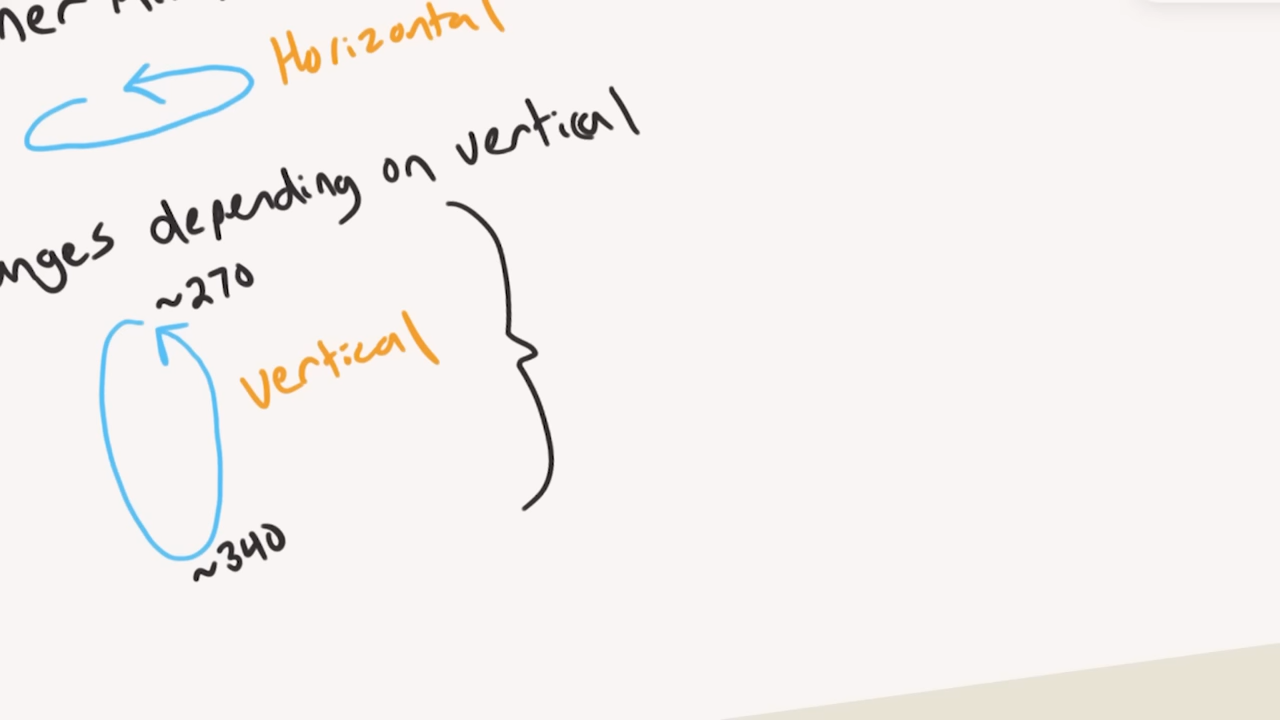 Horizontal
depending on vertical
~270
vertical
~340